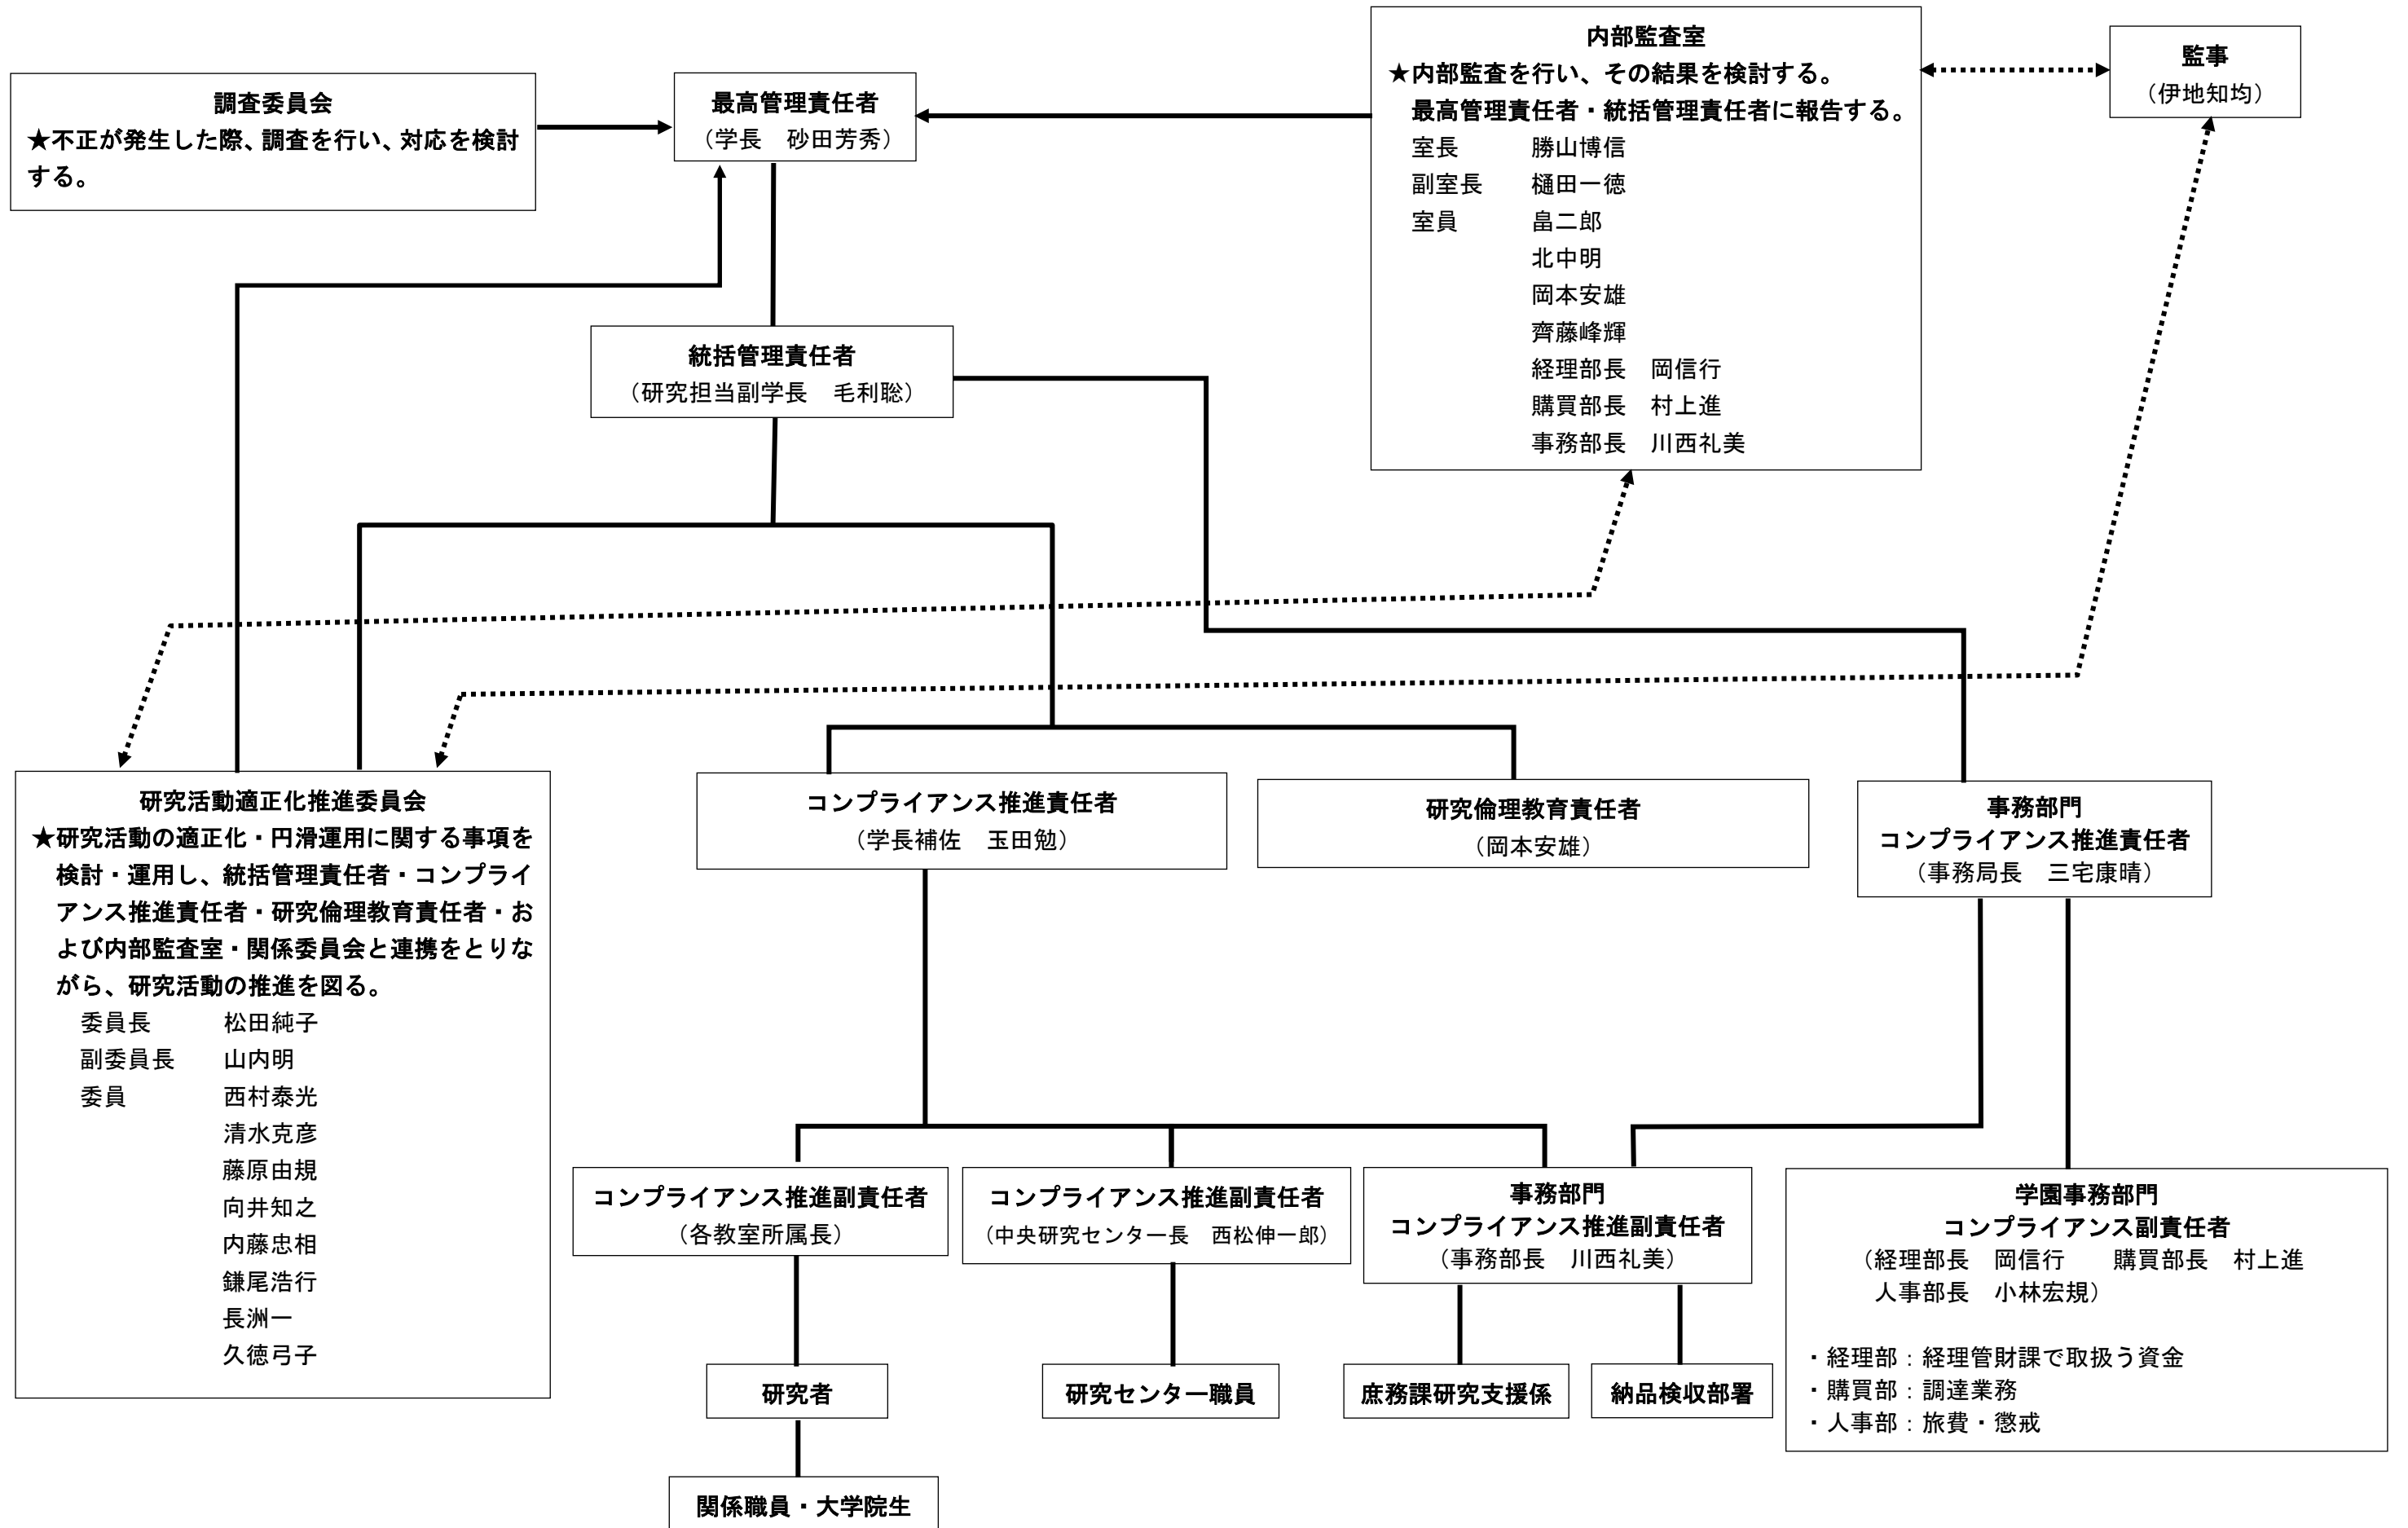 調査委員会
★不正が発生した際、調査を行い、対応を検討
する。
最高管理責任者
（学長　砂田芳秀）
内部監査室
★内部監査を行い、その結果を検討する。
最高管理責任者・統括管理責任者に報告する。
室長　勝山博信
副室長　樋田一徳
室員　畠二郎
北中明
岡本安雄
齊藤峰輝
経理部長　岡信行
購買部長　村上進
事務部長　川西礼美
監事
（伊地知均）
統括管理責任者
（研究担当副学長　毛利聡）
研究活動適正化推進委員会
★研究活動の適正化・円滑運用に関する事項を
検討・運用し、統括管理責任者・コンプライ
アンス推進責任者・研究倫理教育責任者・お
よび内部監査室・関係委員会と連携をとりな
がら、研究活動の推進を図る。
委員長　松田純子
副委員長　山内明
委員　西村泰光
清水克彦
藤原由規
向井知之
内藤忠相
鎌尾浩行
長洲一
久徳弓子
コンプライアンス推進責任者
（学長補佐　玉田勉）
研究倫理教育責任者
（岡本安雄）
事務部門
コンプライアンス推進責任者
（事務局長　三宅康晴）
コンプライアンス推進副責任者
（各教室所属長）
コンプライアンス推進副責任者
（中央研究センター長　西松伸一郎）
事務部門
コンプライアンス推進副責任者
（事務部長　川西礼美）
学園事務部門
コンプライアンス副責任者
（経理部長　岡信行　　購買部長　村上進
人事部長　小林宏規）
・経理部：経理管財課で取扱う資金
・購買部：調達業務
・人事部：旅費・懲戒
研究者
研究センター職員
庶務課研究支援係
納品検収部署
関係職員・大学院生